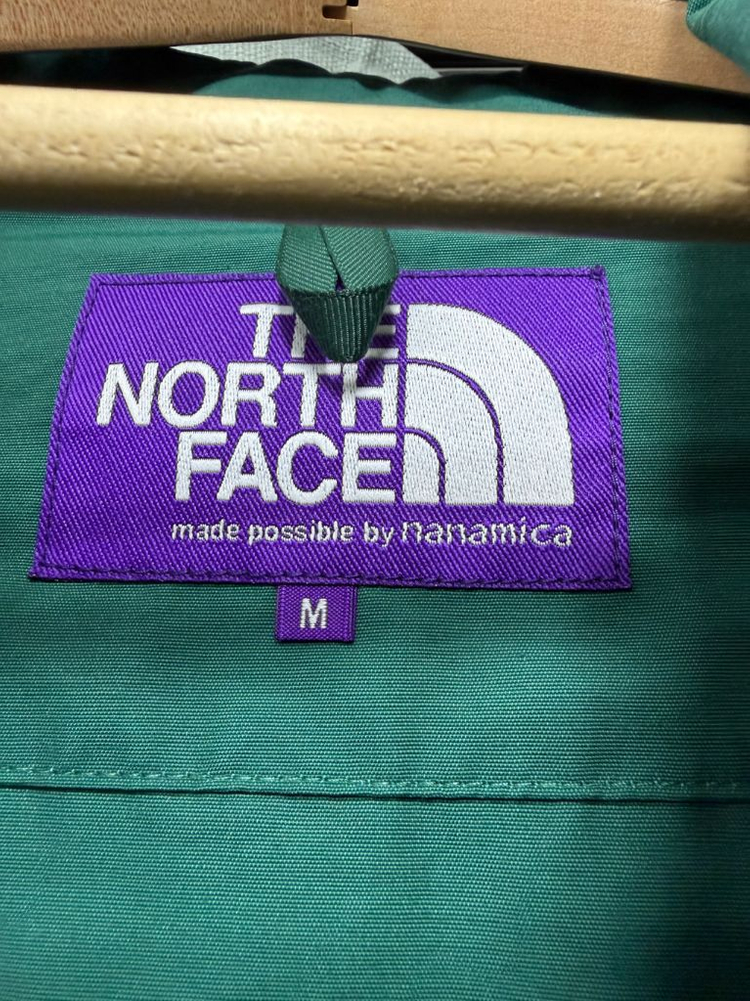 THE
NORTH
FACE
made possible by nanamica
M